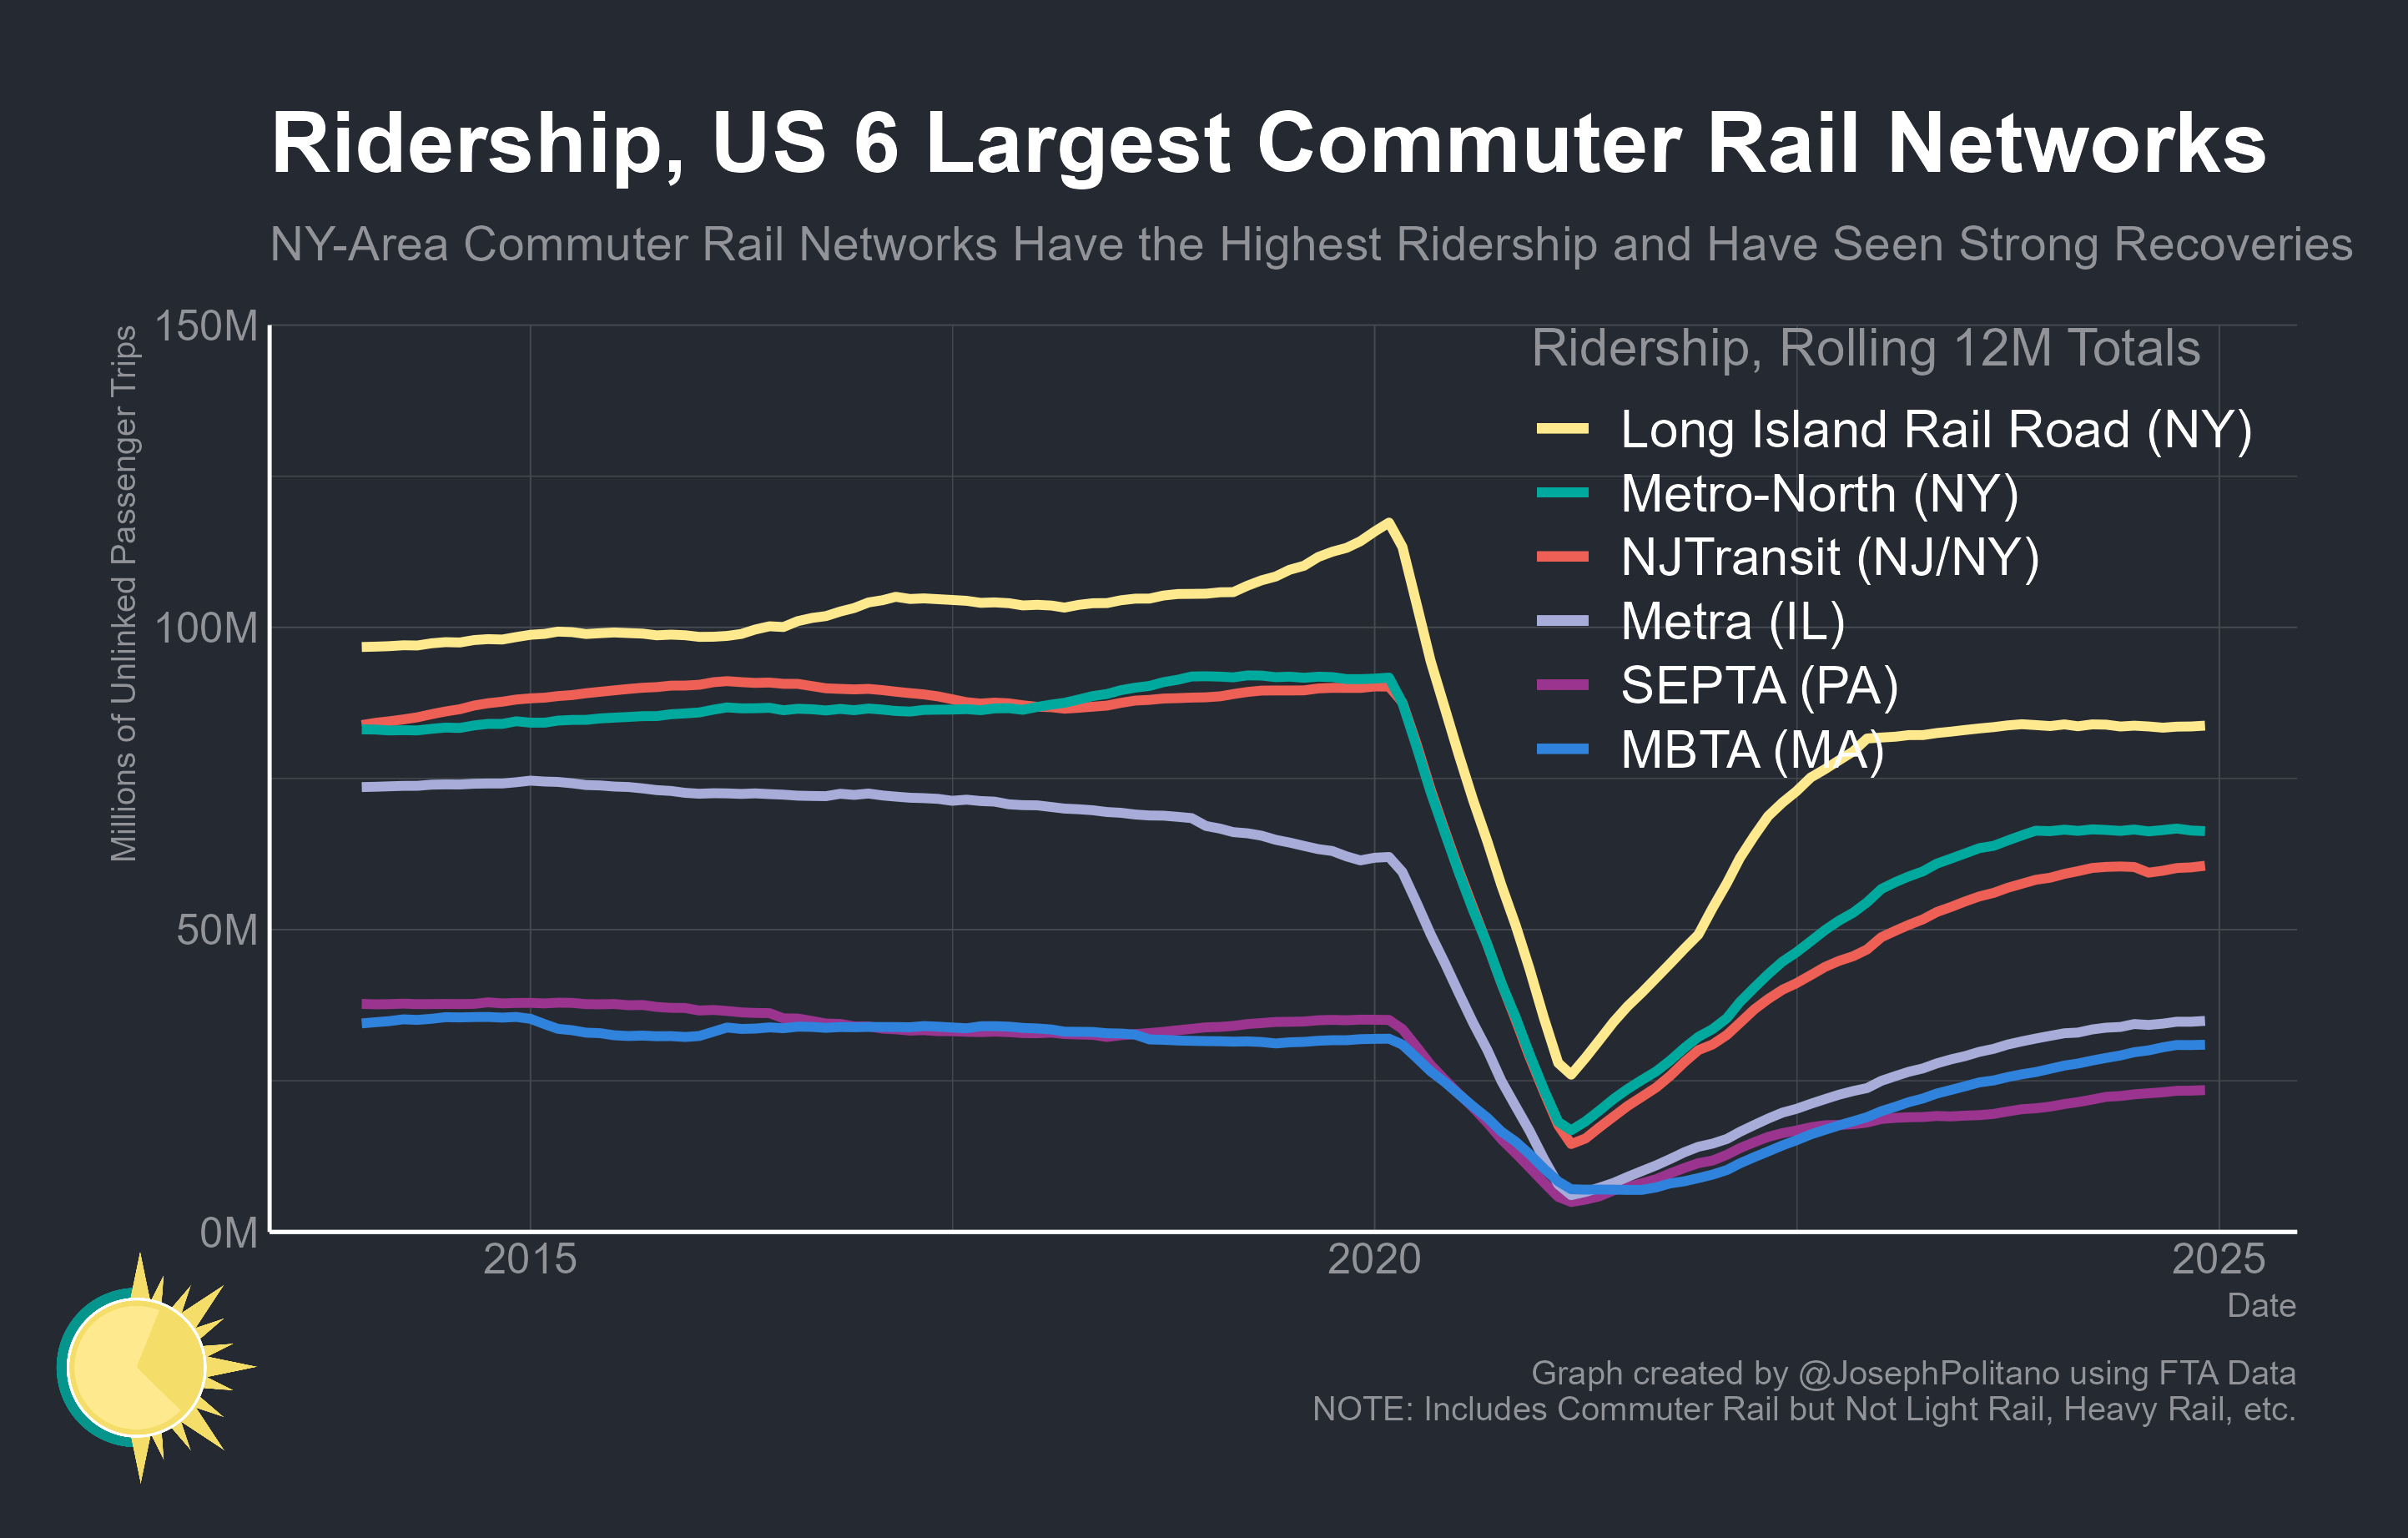 Ridership, US 6 Largest Commuter Rail Networks
NY-Area Commuter Rail Networks Have the Highest Ridership and Have Seen Strong Recoveries
Millions of Unlinked Passenger Trips
150M
100M
50M
0M
Ridership, Rolling 12M Totals
Long Island Rail Road (NY)
Metro-North (NY)
NJTransit (NJ/NY)
Metra (IL)
SEPTA (PA)
MBTA (MA)
2015
2020
2025
Date
Graph created by @JosephPolitano using FTA Data
NOTE: Includes Commuter Rail but Not Light Rail, Heavy Rail, etc.